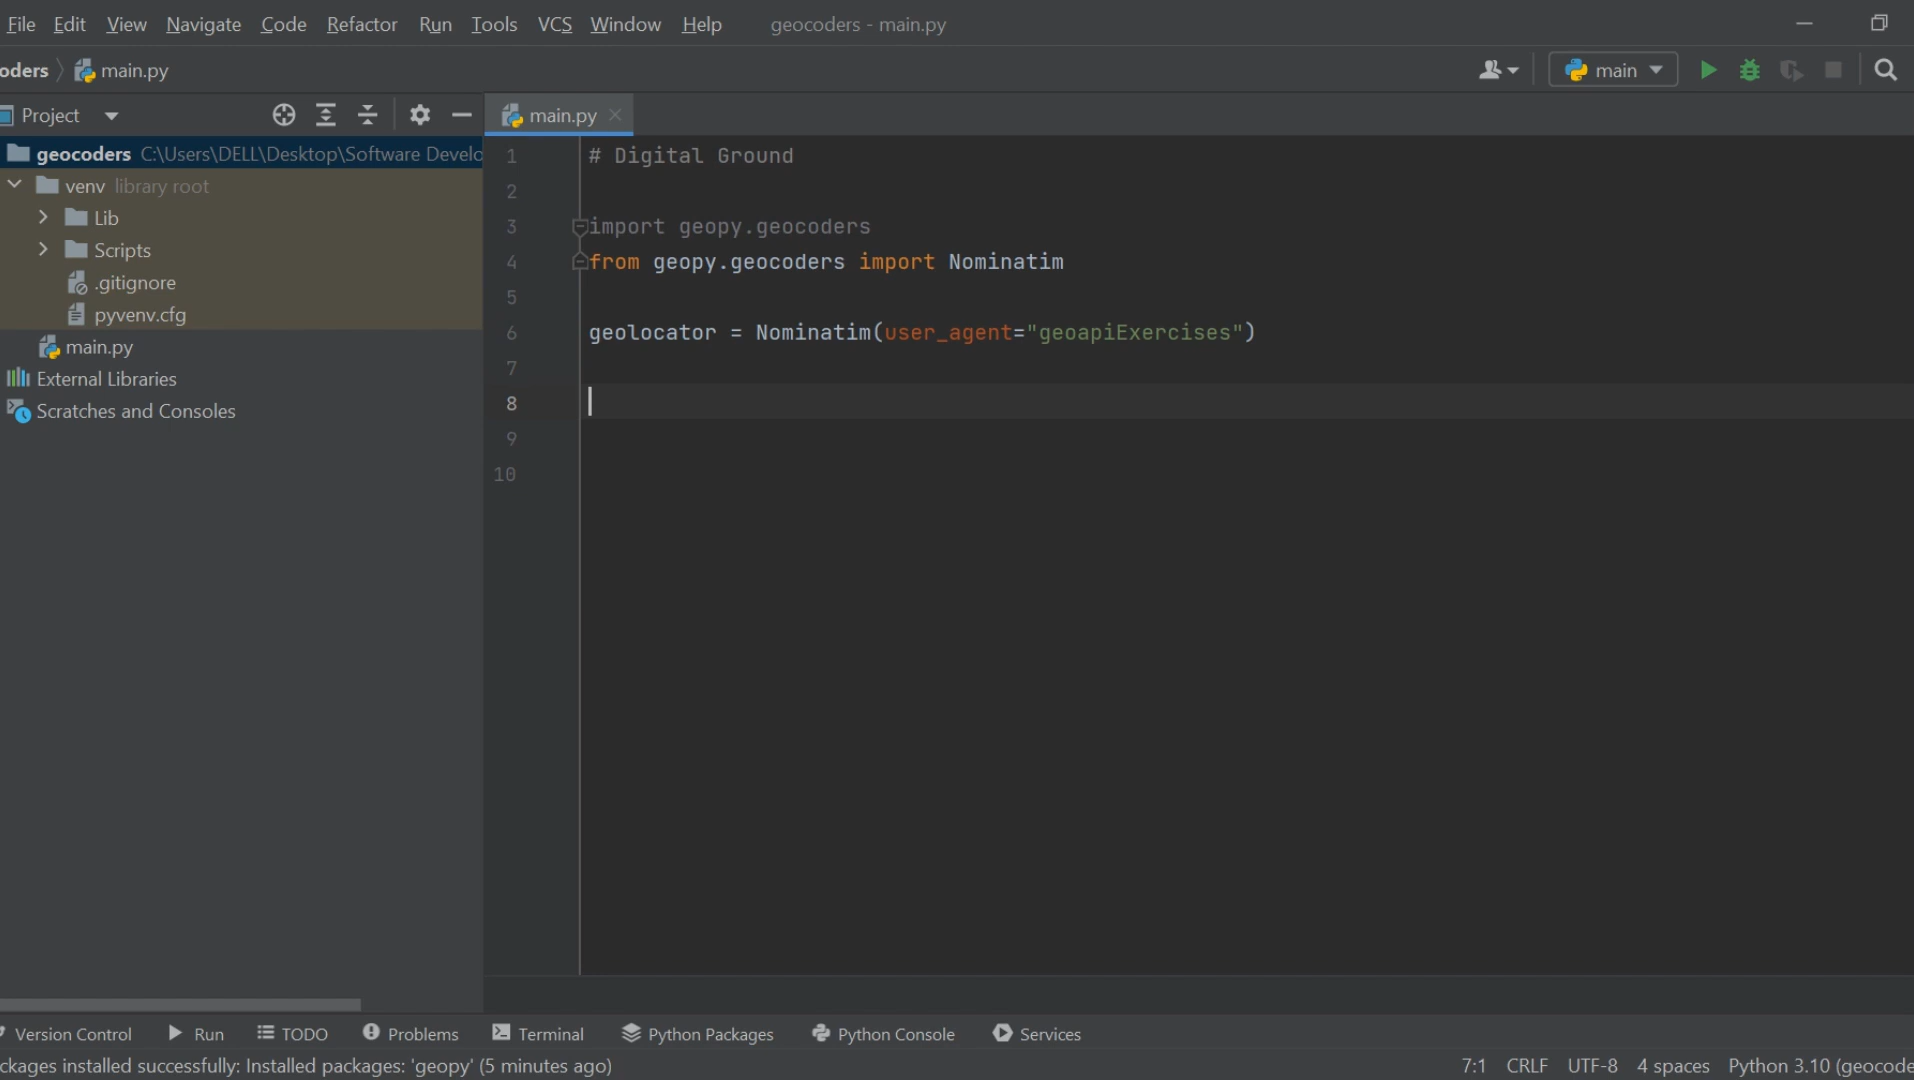 File Edit View Navigate Code Refactor Run Tools VCS Window Help geocoders - main.py
oders main.py main
Project main.py
geocoders C:\Users\DELL\Desktop\Software Develo
venv library root
Lib
Scripts
.gitignore
pyvenv.cfg
main.py
External Libraries
Scratches and Consoles
1 # Digital Ground
2
3 import geopy.geocoders
4 from geopy.geocoders import Nominatim
5
6 geolocator = Nominatim(user_agent="geoapiExercises")
7
8
9
10
Version Control Run TODO Problems Terminal Python Packages Python Console Services
ckages installed successfully: Installed packages: 'geopy' (5 minutes ago) 7:1 CRLF UTF-8 4 spaces Python 3.10 (geocode